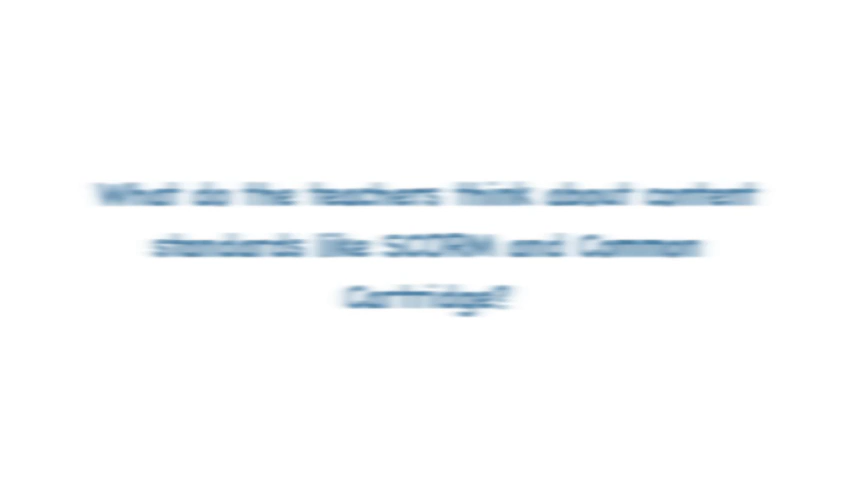 What do the teachers think about content
standards like SCORM and Common
Cartridge?